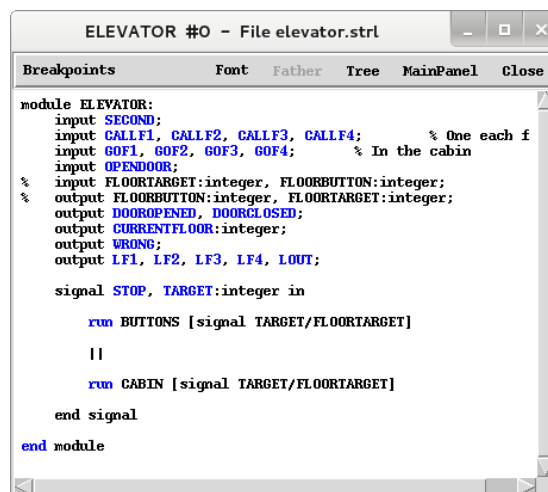 ELEVATOR #0 - File elevator.strl
Breakpoints Font Father Tree MainPanel Close
module ELEVATOR:
input SECOND;
input CALLF1, CALLF2, CALLF3, CALLF4; % One each f
input GOF1, GOF2, GOF3, GOF4; % In the cabin
input OPENDOOR;
% input FLOORTARGET:integer, FLOORBUTTON:integer;
% output FLOORBUTTON:integer, FLOORTARGET:integer;
output DOOROPENED, DOORCLOSED;
output CURRENTFLOOR:integer;
output WRONG;
output LF1, LF2, LF3, LF4, LOUT;
signal STOP, TARGET:integer in
run BUTTONS [signal TARGET/FLOORTARGET]
||
run CABIN [signal TARGET/FLOORTARGET]
end signal
end module